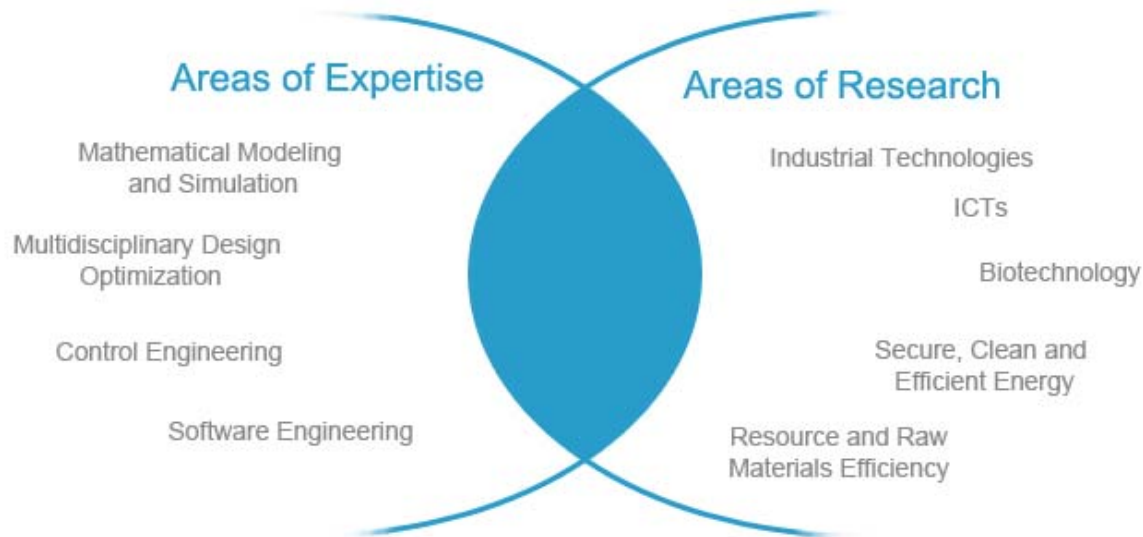 Areas of Expertise
Mathematical Modeling
and Simulation
Multidisciplinary Design
Optimization
Control Engineering
Software Engineering
Areas of Research
Industrial Technologies
ICTs
Biotechnology
Secure, Clean and
Efficient Energy
Resource and Raw
Materials Efficiency